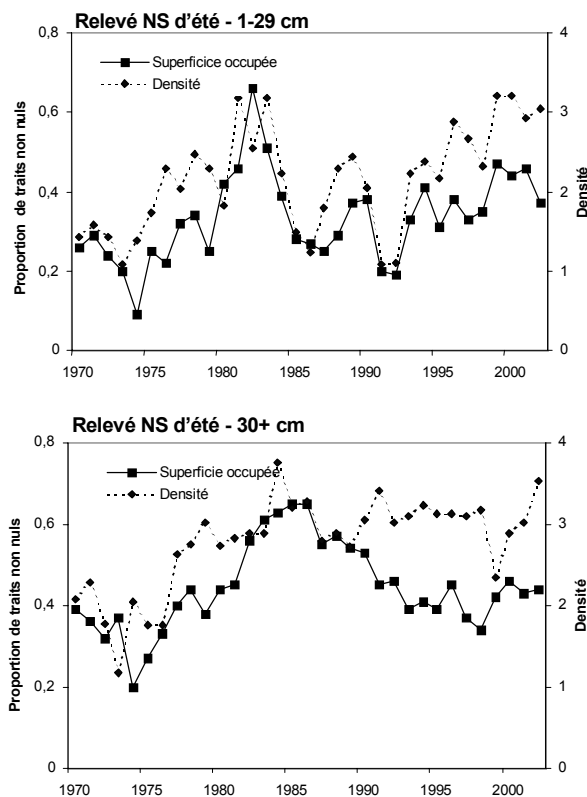 Relevé NS d'été - 1-29 cm
Superficice occupée
Densité
Proportion de traits non nuls
Densité
0,8
0,6
0,4
0,2
0
4
3
2
1
0
1970 1975 1980 1985 1990 1995 2000
Relevé NS d'été - 30+ cm
Superficie occupée
Densité
Proportion de traits non nuls
Densité
0,8
0,6
0,4
0,2
0
4
3
2
1
0
1970 1975 1980 1985 1990 1995 2000